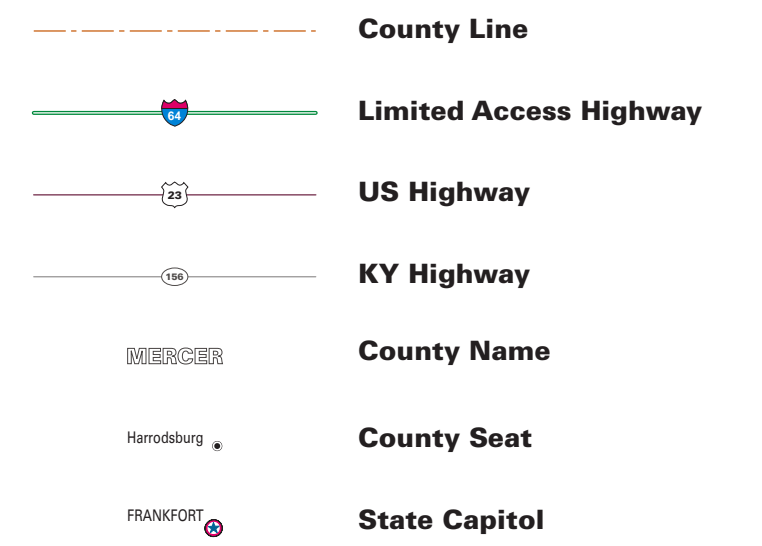 County Line
64
Limited Access Highway
23
US Highway
156
KY Highway
MERCER
County Name
Harrodsburg
County Seat
FRANKFORT
State Capitol